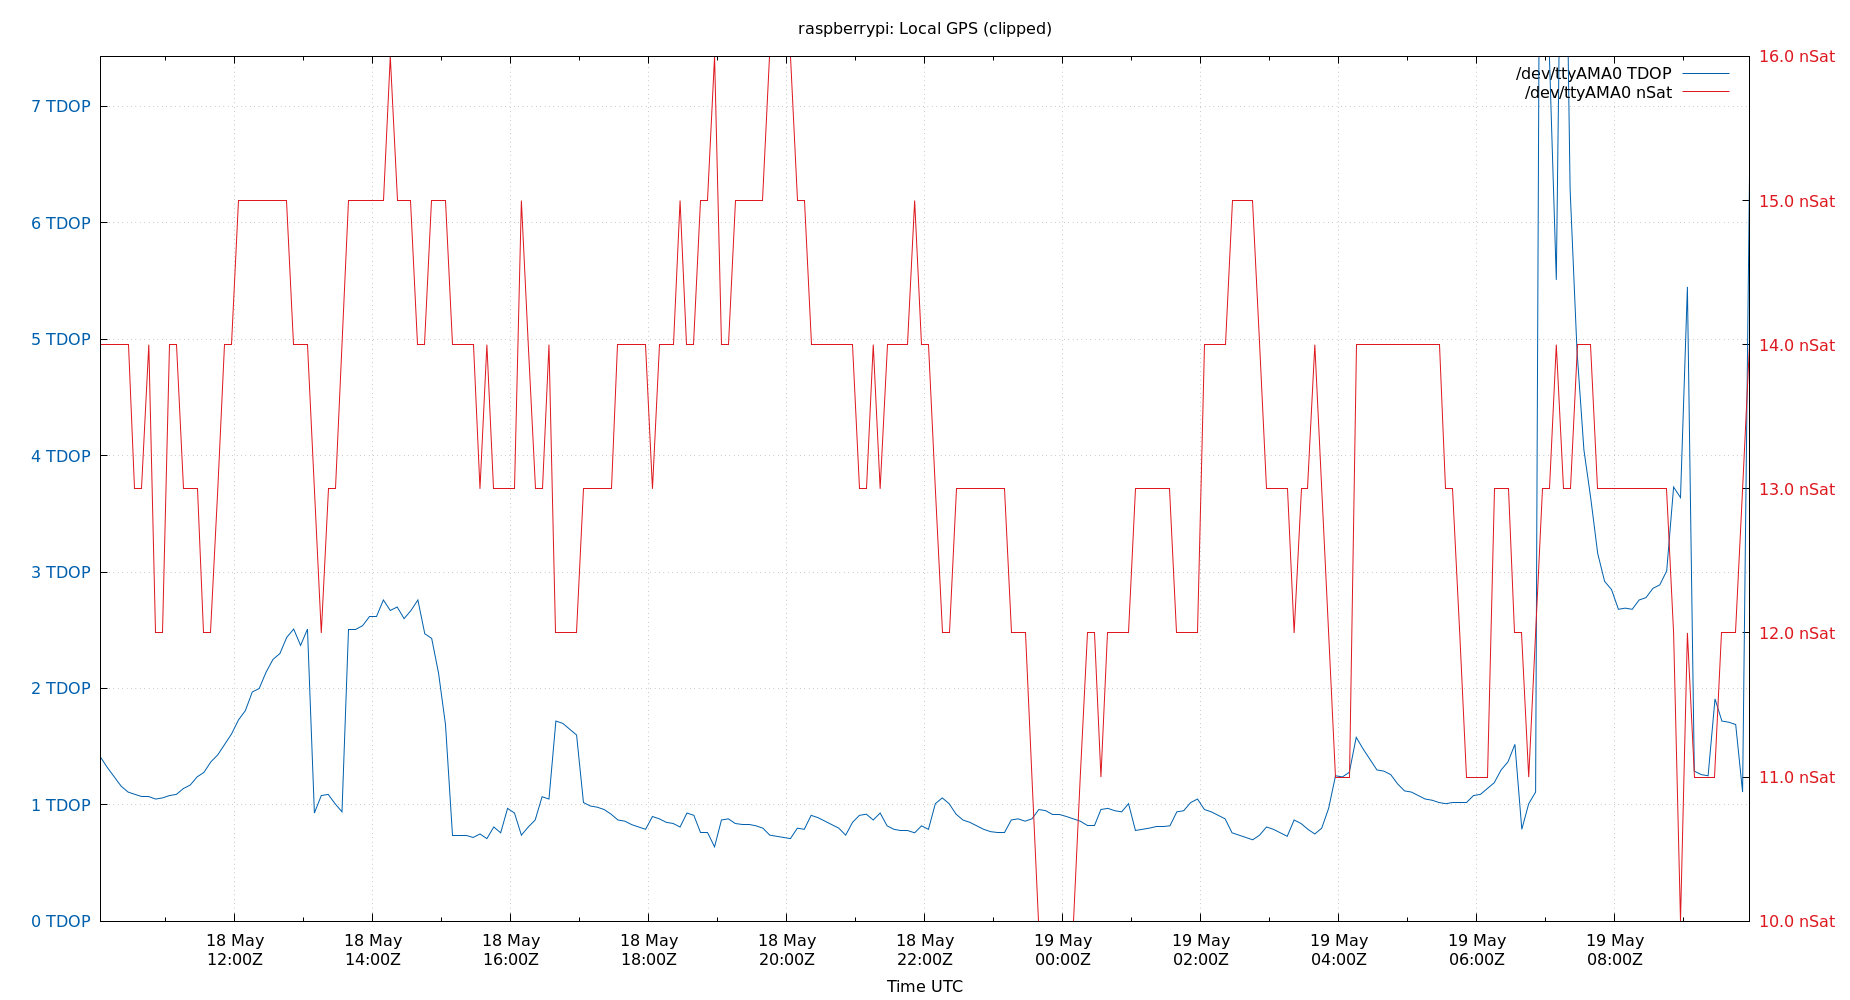 raspberrypi: Local GPS (clipped)
16.0 nSat
/dev/ttyAMA0 TDOP
/dev/ttyAMA0 nSat
7 TDOP
15.0 nSat
6 TDOP
5 TDOP
14.0 nSat
4 TDOP
13.0 nSat
3 TDOP
12.0 nSat
2 TDOP
11.0 nSat
1 TDOP
0 TDOP
10.0 nSat
18 May
12:00Z
18 May
14:00Z
18 May
16:00Z
18 May
18:00Z
18 May
20:00Z
18 May
22:00Z
19 May
00:00Z
19 May
02:00Z
19 May
04:00Z
19 May
06:00Z
19 May
08:00Z
Time UTC